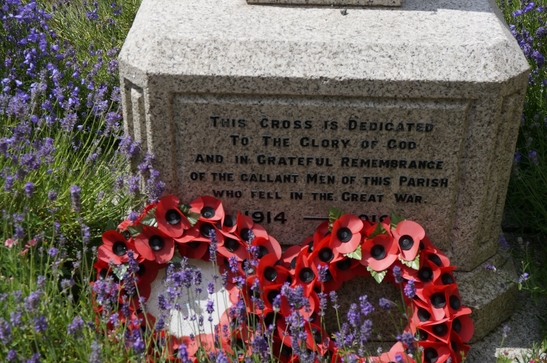 THIS CROSS IS DEDICATED
TO THE GLORY OF GOD
AND IN GRATEFUL REMEMBRANCE
OF THE GALLANT MEN OF THIS PARISH
WHO FELL IN THE GREAT WAR.
1914 —